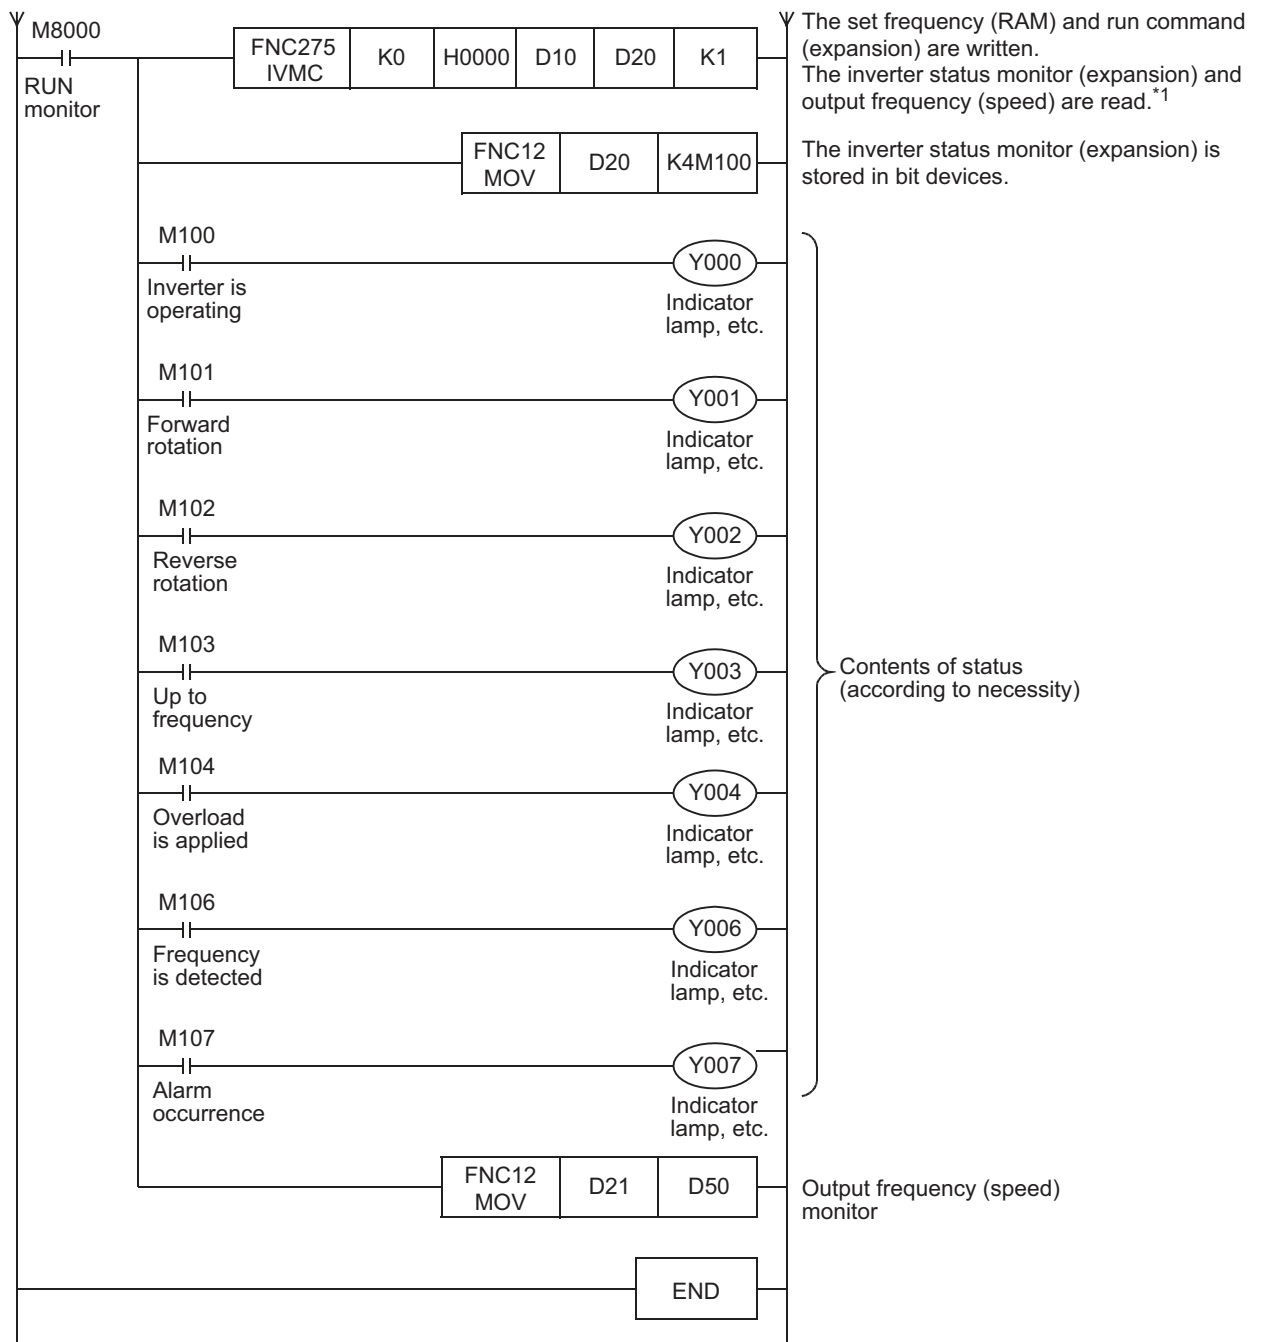 M8000
RUN
monitor
FNC275
IVMC
K0
H0000
D10
D20
K1
The set frequency (RAM) and run command
(expansion) are written.
The inverter status monitor (expansion) and
output frequency (speed) are read.*1
FNC12
MOV
D20
K4M100
The inverter status monitor (expansion) is
stored in bit devices.
M100
Inverter is
operating
Y000
Indicator
lamp, etc.
M101
Forward
rotation
Y001
Indicator
lamp, etc.
M102
Reverse
rotation
Y002
Indicator
lamp, etc.
M103
Up to
frequency
Y003
Indicator
lamp, etc.
Contents of status
(according to necessity)
M104
Overload
is applied
Y004
Indicator
lamp, etc.
M106
Frequency
is detected
Y006
Indicator
lamp, etc.
M107
Alarm
occurrence
Y007
Indicator
lamp, etc.
FNC12
MOV
D21
D50
Output frequency (speed)
monitor
END